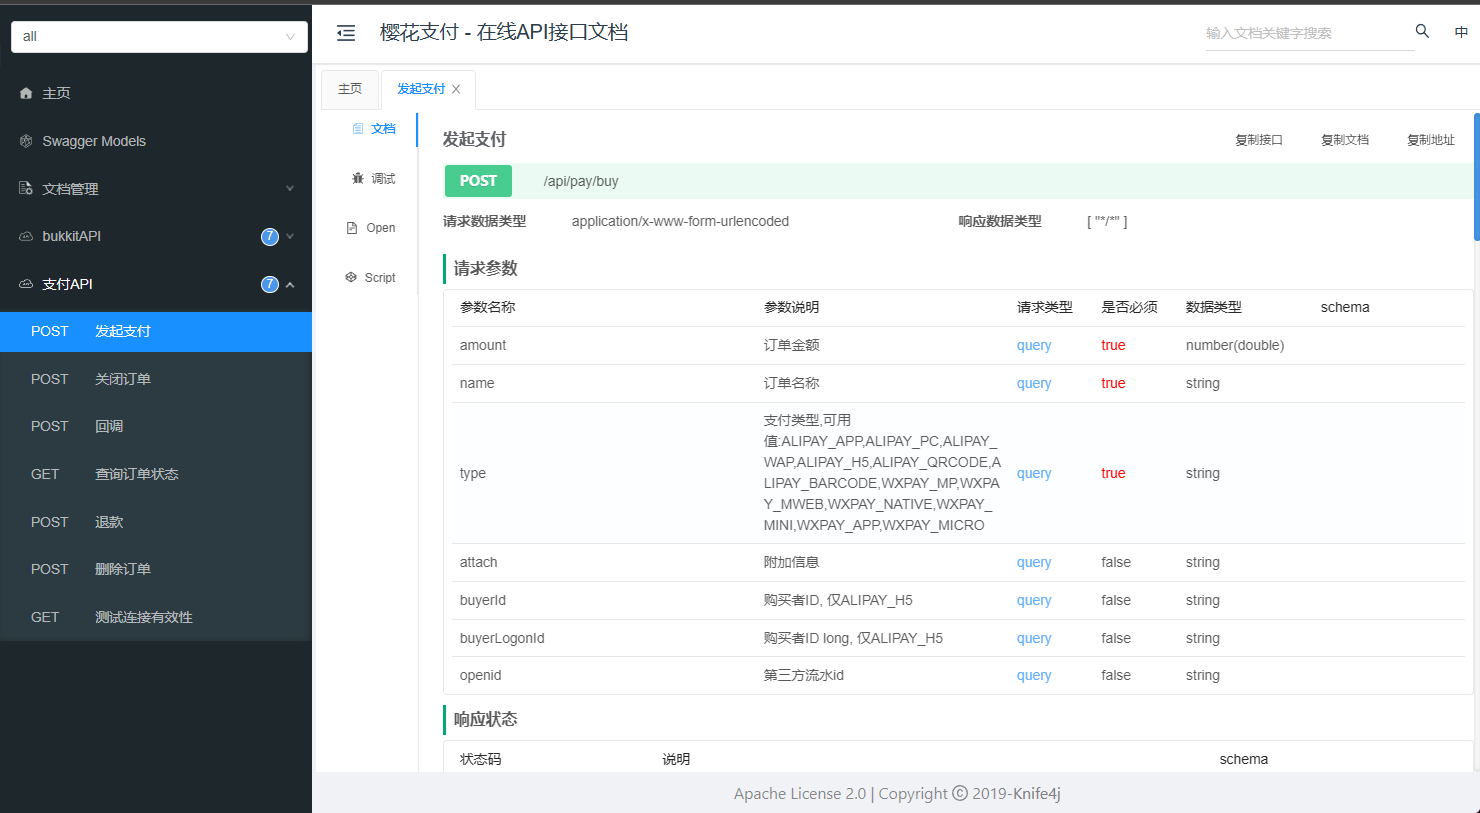 all
主页
Swagger Models
文档管理
bukkitAPI 7
支付API 7
POST 发起支付
POST 关闭订单
POST 回调
GET 查询订单状态
POST 退款
POST 删除订单
GET 测试连接有效性
樱花支付 - 在线API接口文档
输入文档关键字搜索
中
主页
发起支付
文档
调试
Open
Script
发起支付
复制接口 复制文档 复制地址
POST /api/pay/buy
请求数据类型 application/x-www-form-urlencoded 响应数据类型 [ "*/*" ]
请求参数
参数名称 参数说明 请求类型 是否必须 数据类型 schema
amount 订单金额 query true number(double)
name 订单名称 query true string
支付类型,可用
值:ALIPAY_APP,ALIPAY_PC,ALIPAY_
WAP,ALIPAY_H5,ALIPAY_QRCODE,A
type LIPAY_BARCODE,WXPAY_MP,WXPA query true string
Y_MWEB,WXPAY_NATIVE,WXPAY_
MINI,WXPAY_APP,WXPAY_MICRO
attach 附加信息 query false string
buyerId 购买者ID, 仅ALIPAY_H5 query false string
buyerLogonId 购买者ID long, 仅ALIPAY_H5 query false string
openid 第三方流水id query false string
响应状态
状态码 说明 schema
Apache License 2.0 | Copyright © 2019-Knife4j